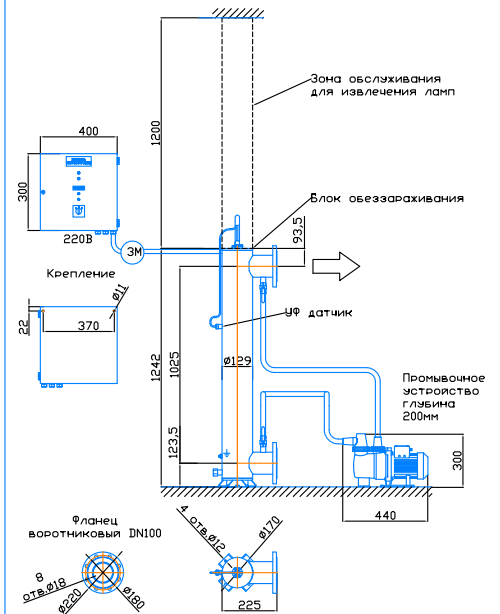 Зона обслуживания
для извлечения ламп
1200
400
300
220В
Блок обеззараживания
93,5
3М
Крепление
Ø11
22
370
УФ датчик
Ø129
1242
1025
123,5
Промывочное
устройство
глубина
200мм
300
440
Фланец
воротниковый DN100
8
отв.Ø18
Ø220
Ø180
4 отв.Ø12
Ø170
225